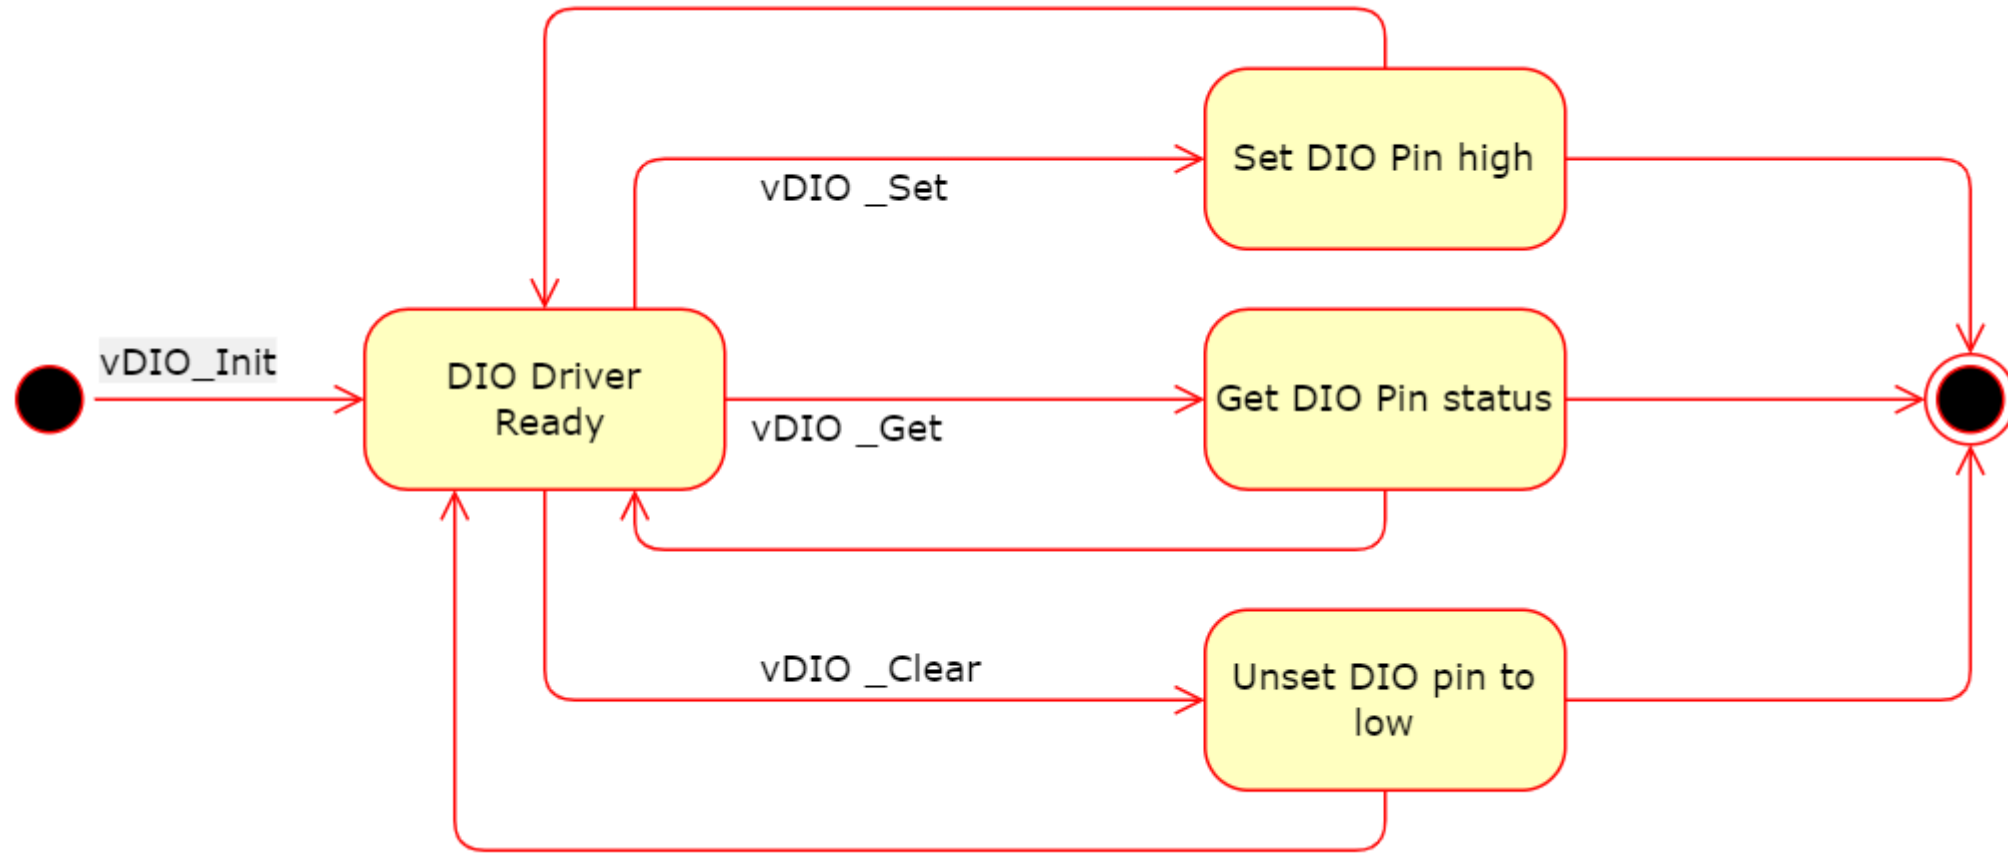 Set DIO Pin high
vDIO _Set
vDIO_Init
DIO Driver
Ready
Get DIO Pin status
vDIO _Get
vDIO _Clear
Unset DIO pin to
low